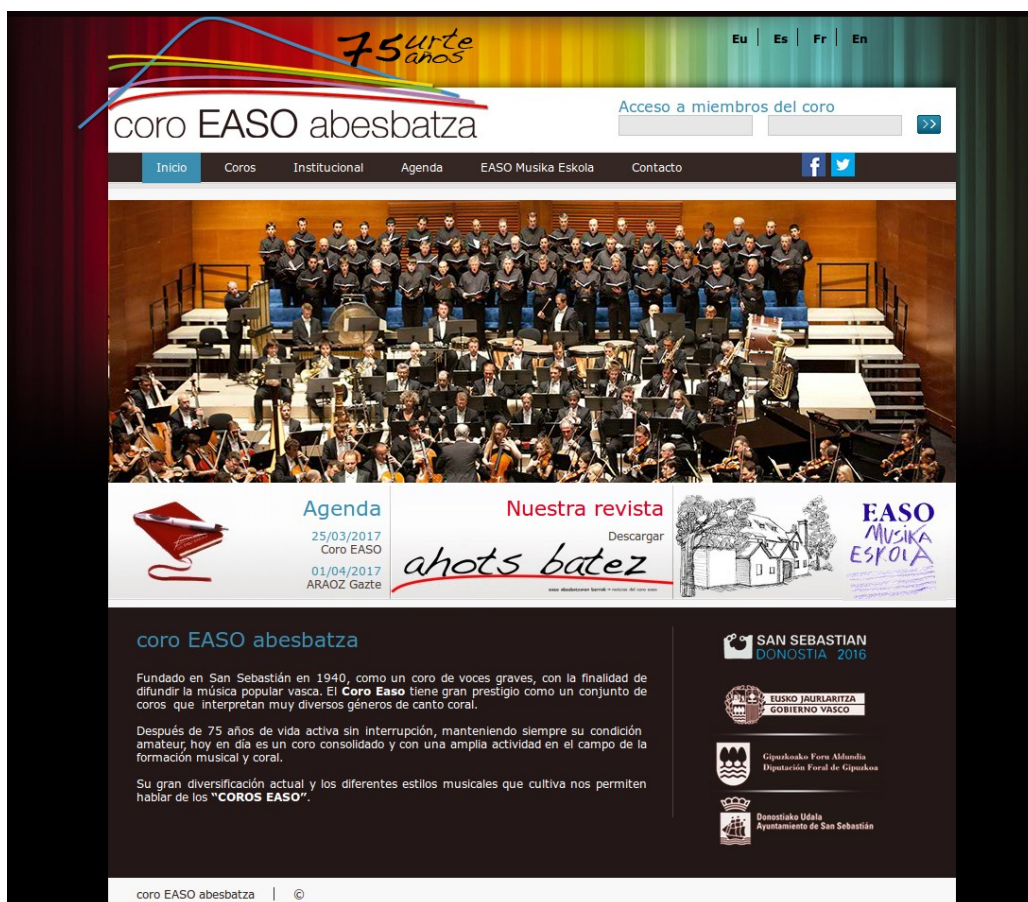 75 urte
años
Eu | Es | Fr | En
coro EASO abesbatza
Acceso a miembros del coro
>>
Inicio Coros Institucional Agenda EASO Musika Eskola Contacto
Agenda
25/03/2017
Coro EASO
01/04/2017
ARAOZ Gazte
Nuestra revista
Descargar
ahots batez
EASO
MUSIKA
ESKOLA
coro EASO abesbatza
Fundado en San Sebastián en 1940, como un coro de voces graves, con la finalidad de
difundir la música popular vasca. El Coro Easo tiene gran prestigio como un conjunto de
coros que interpretan muy diversos géneros de canto coral.
Después de 75 años de vida activa sin interrupción, manteniendo siempre su condición
amateur, hoy en día es un coro consolidado y con una amplia actividad en el campo de la
formación musical y coral.
Su gran diversificación actual y los diferentes estilos musicales que cultiva nos permiten
hablar de los "COROS EASO".
SAN SEBASTIAN
DONOSTIA 2016
EUSKO JAURLARITZA
GOBIERNO VASCO
Gipuzkoako Foru Aldundia
Diputación Foral de Gipuzkoa
Donostiako Udala
Ayuntamiento de San Sebastián
coro EASO abesbatza | ©